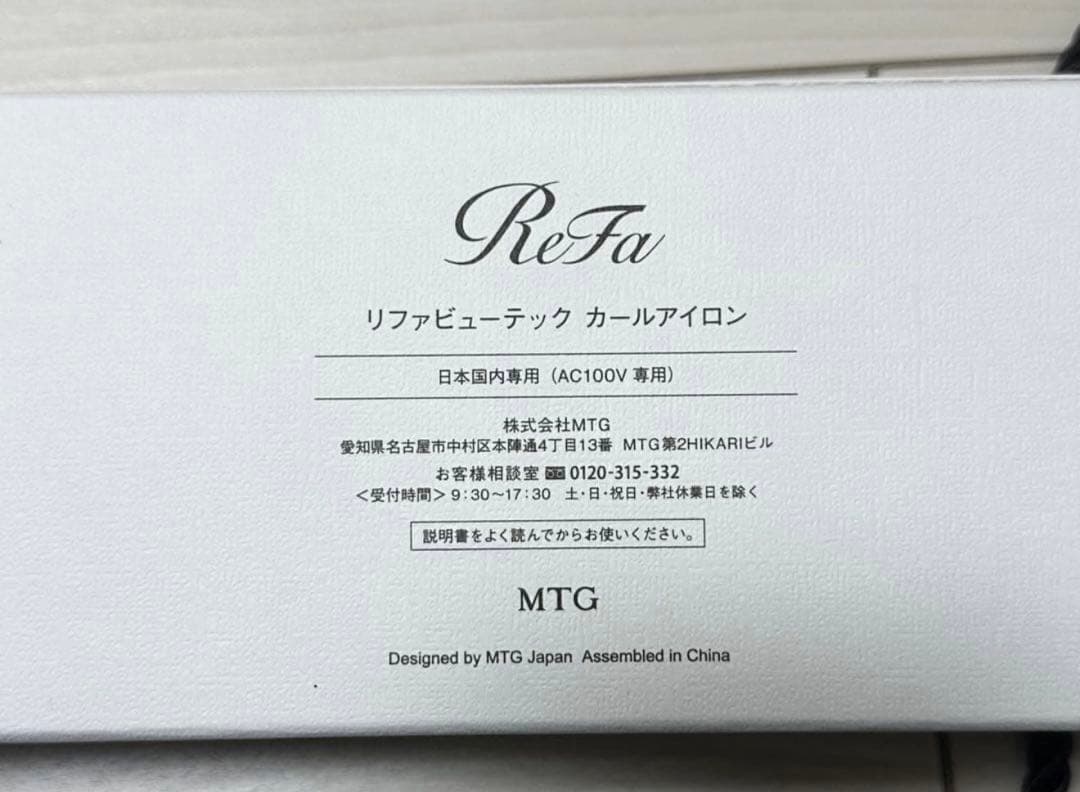 ReFa
リファビューテック カールアイロン
日本国内専用（AC100V 専用）
株式会社MTG
愛知県名古屋市中村区本陣通4丁目13番 MTG第2HIKARIビル
お客様相談室 0120-315-332
＜受付時間＞9:30～17:30 土・日・祝日・弊社休業日を除く
説明書をよく読んでからお使いください。
MTG
Designed by MTG Japan Assembled in China